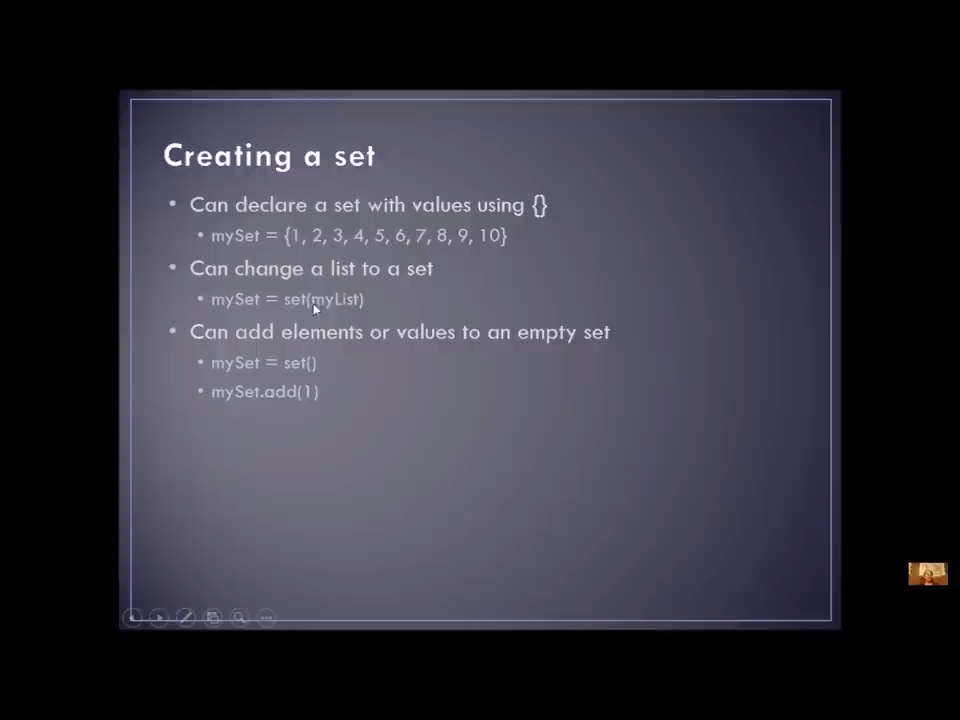 Creating a set
• Can declare a set with values using {}
• mySet = {1, 2, 3, 4, 5, 6, 7, 8, 9, 10}
• Can change a list to a set
• mySet = set(myList)
• Can add elements or values to an empty set
• mySet = set()
• mySet.add(1)